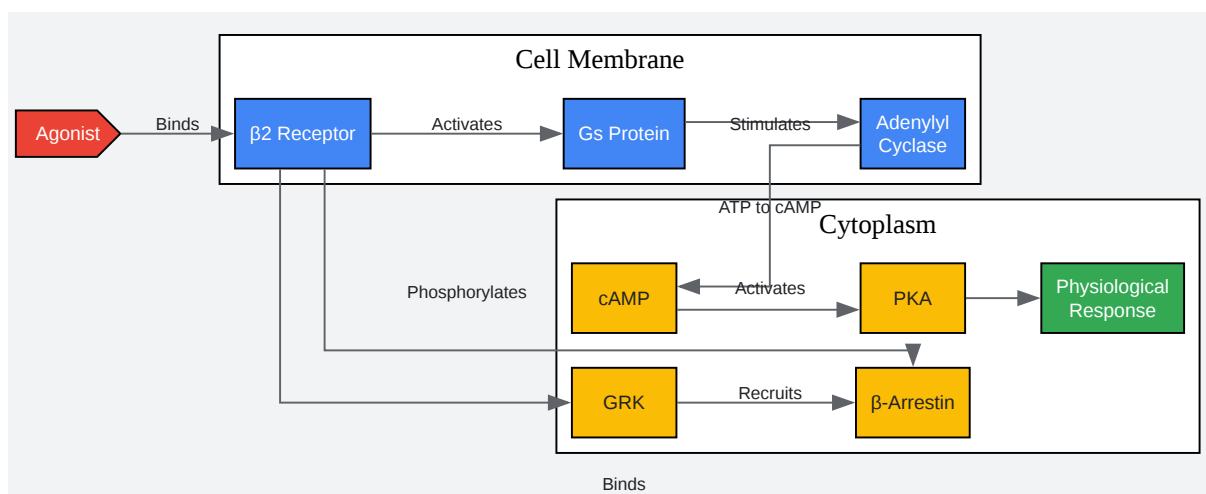 Cell Membrane
Agonist
Binds
β2 Receptor
Activates
Gs Protein
Stimulates
Adenylyl
Cyclase
ATP to cAMP
Cytoplasm
Phosphorylates
cAMP
Activates
PKA
Physiological
Response
GRK
Recruits
β-Arrestin
Binds